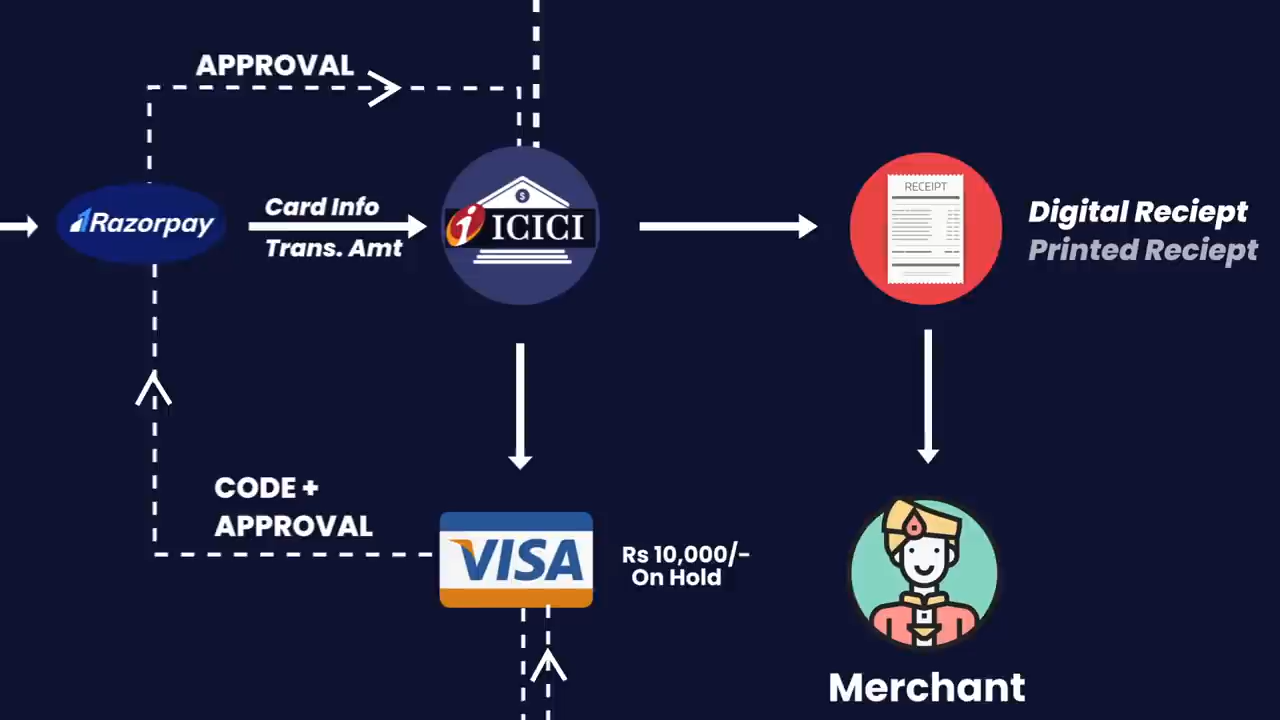 APPROVAL
Razorpay
Card Info
Trans. Amt
$
i ICICI
RECEIPT
Digital Reciept
Printed Reciept
CODE +
APPROVAL
VISA
Rs 10,000/-
On Hold
Merchant